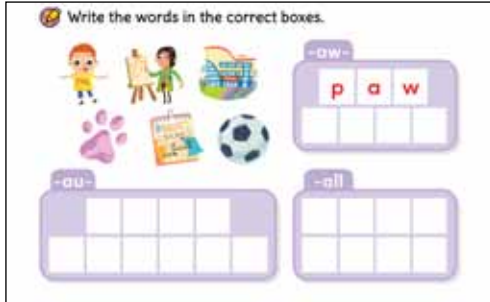 Write the words in the correct boxes.
-aw-
p a w
-au-
-all